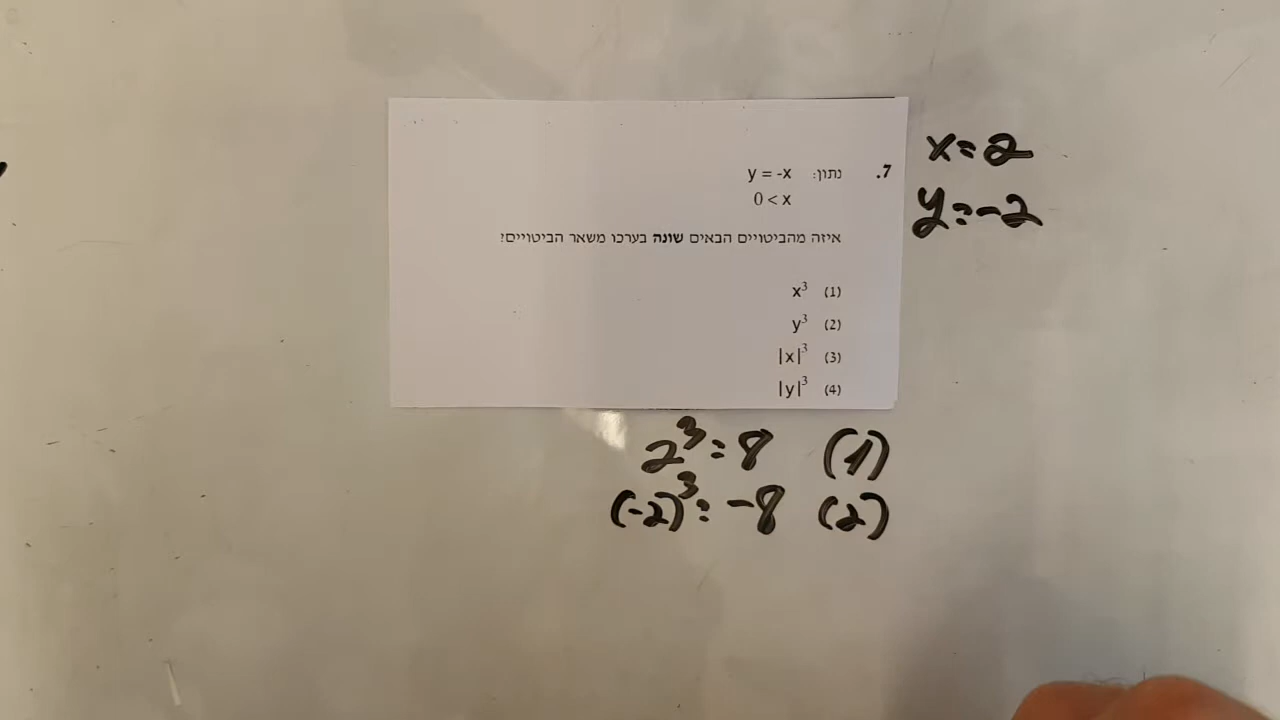 7. נתון: y = -x
0 < x
איזה מהביטויים הבאים שונה בערכו משאר הביטויים?
(1) x³
(2) y³
(3) |x|³
(4) |y|³
x=2
y=-2
(1) 2³=8
(2) (-2)³=-8